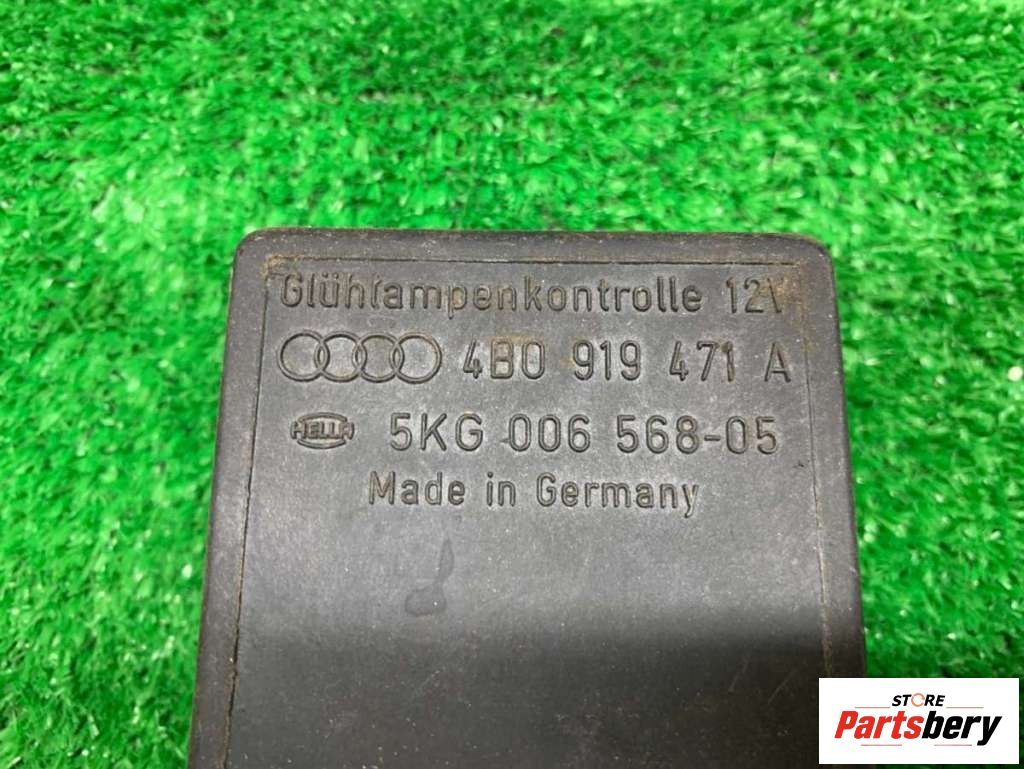 Glühlampenkontrolle 12V
4B0 919 471 A
HELLA 5KG 006 568-05
Made in Germany
STORE
Partsbery